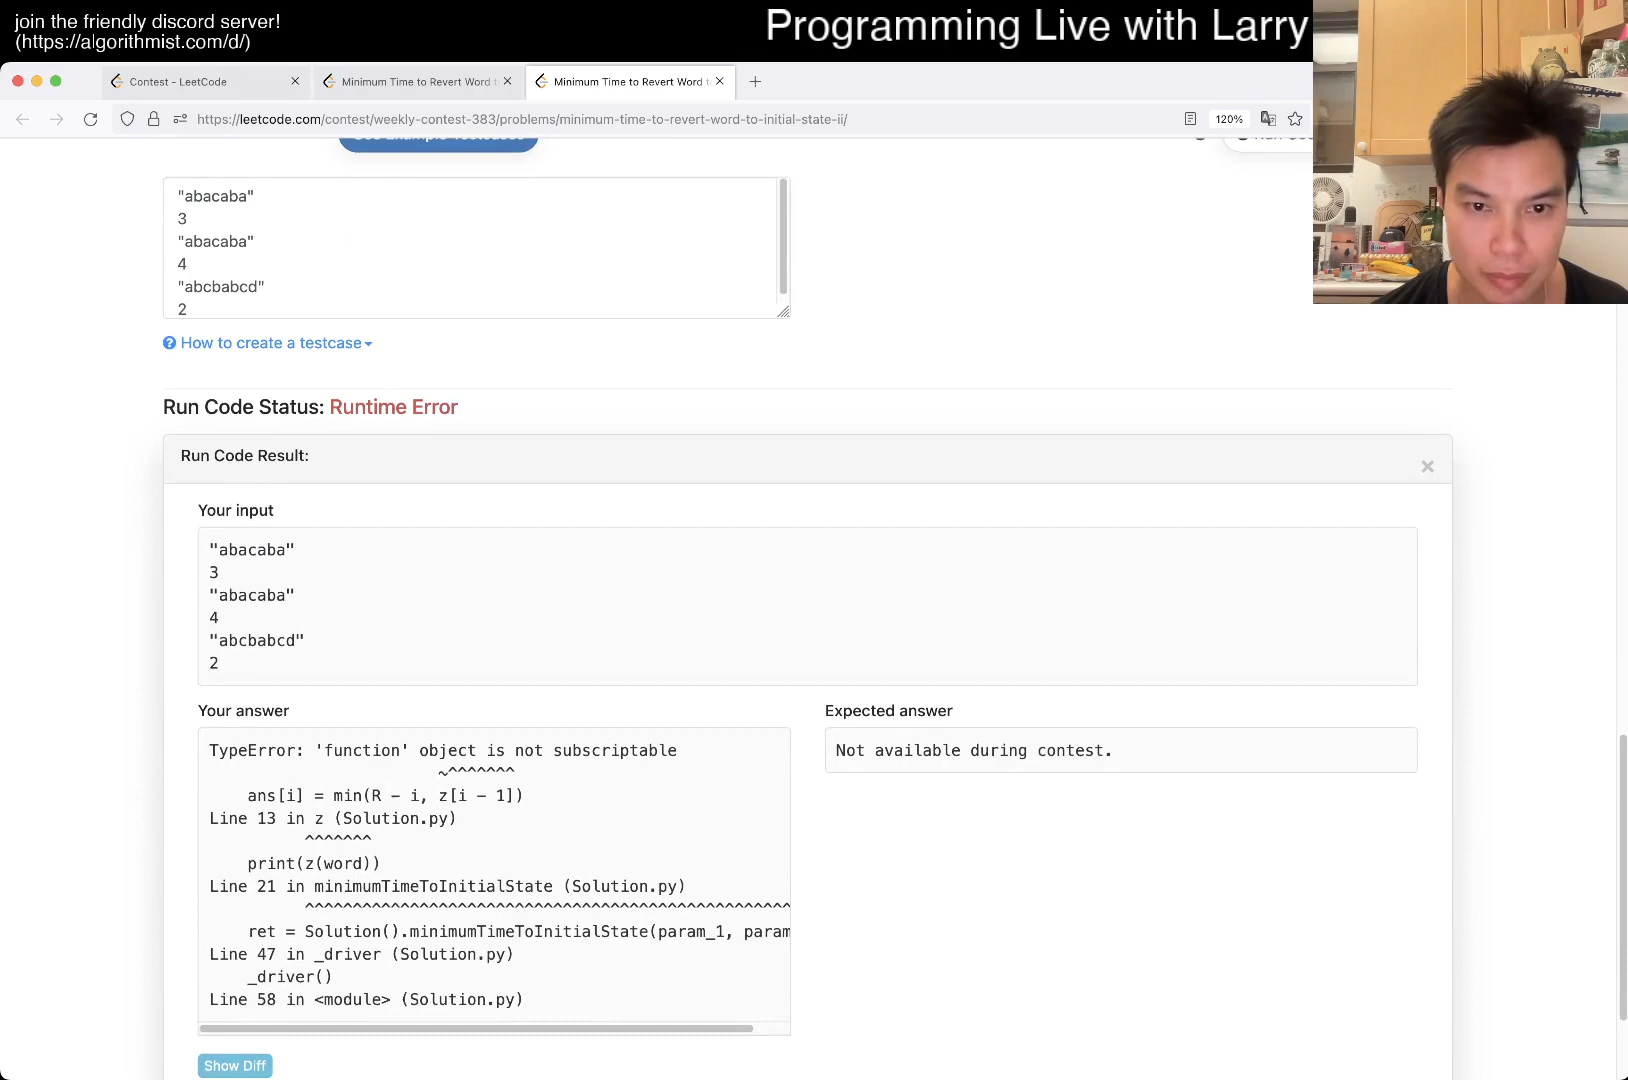 join the friendly discord server!
(https://algorithmist.com/d/)
Programming Live with Larry
Contest - LeetCode
Minimum Time to Revert Word t
Minimum Time to Revert Word t
https://leetcode.com/contest/weekly-contest-383/problems/minimum-time-to-revert-word-to-initial-state-ii/
120%
"abacaba"
3
"abacaba"
4
"abcbabcd"
2
How to create a testcase
Run Code Status: Runtime Error
Run Code Result:
Your input
"abacaba"
3
"abacaba"
4
"abcbabcd"
2
Your answer
Expected answer
TypeError: 'function' object is not subscriptable
~^^^^^^^
ans[i] = min(R - i, z[i - 1])
Line 13 in z (Solution.py)
^^^^^^^
print(z(word))
Line 21 in minimumTimeToInitialState (Solution.py)
^^^^^^^^^^^^^^^^^^^^^^^^^^^^^^^^^^^^^^^^^^^^^^^^^^^
ret = Solution().minimumTimeToInitialState(param_1, param
Line 47 in _driver (Solution.py)
_driver()
Line 58 in <module> (Solution.py)
Not available during contest.
Show Diff